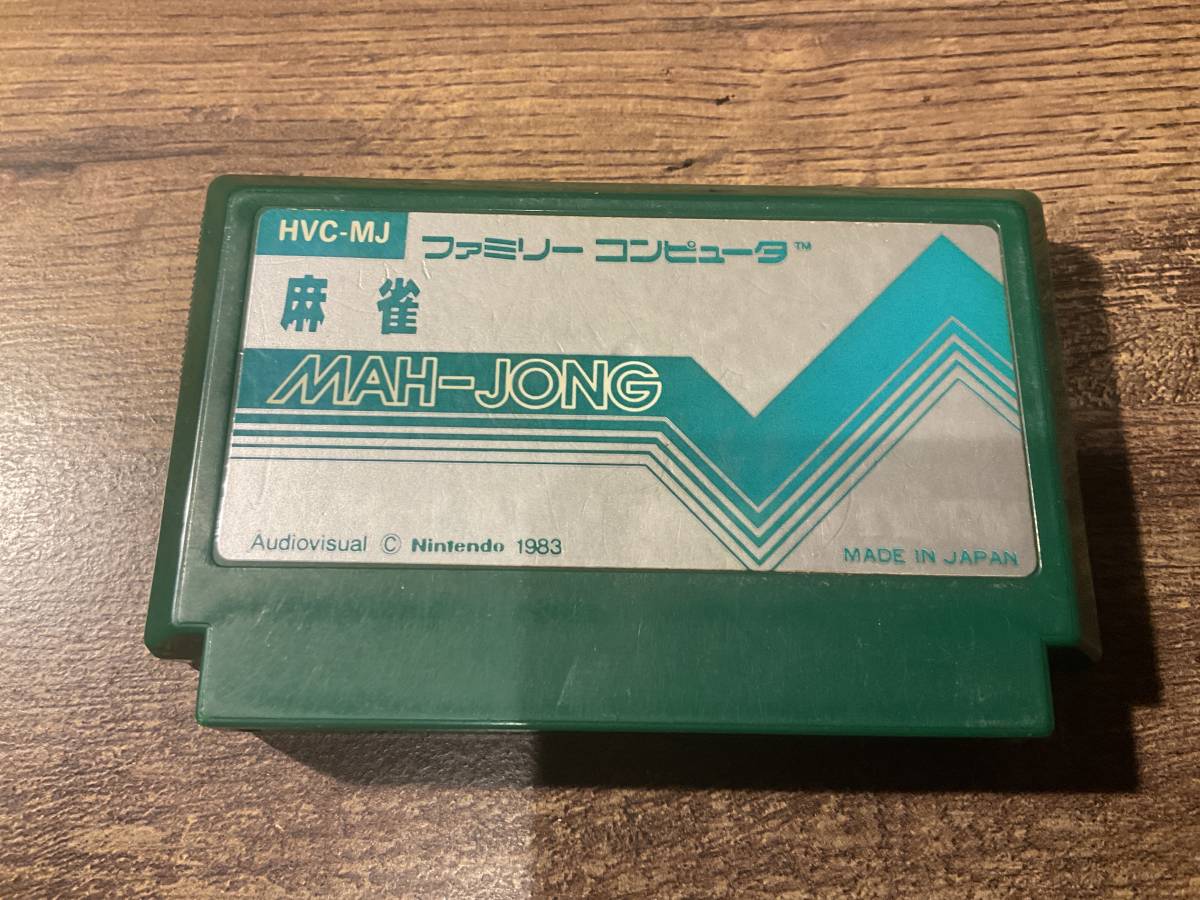 HVC-MJ
ファミリー コンピュータ™
麻雀
MAH-JONG
Audiovisual © Nintendo 1983
MADE IN JAPAN